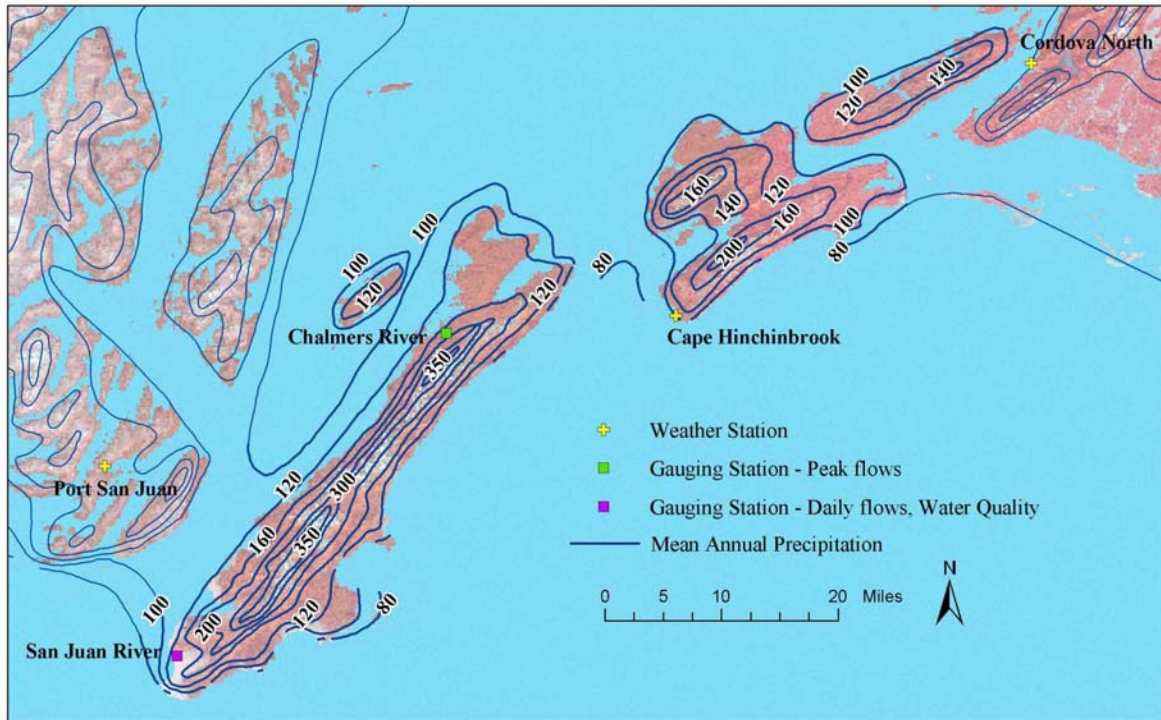 Cordova North
100
140
120
160
120
140
160
100
200
80
100
100
120
80
120
Cape Hinchinbrook
Chalmers River
350
Weather Station
Port San Juan
120
300
Gauging Station - Peak flows
Gauging Station - Daily flows, Water Quality
160
350
Mean Annual Precipitation
N
0 5 10 20 Miles
100
200
120
80
San Juan River